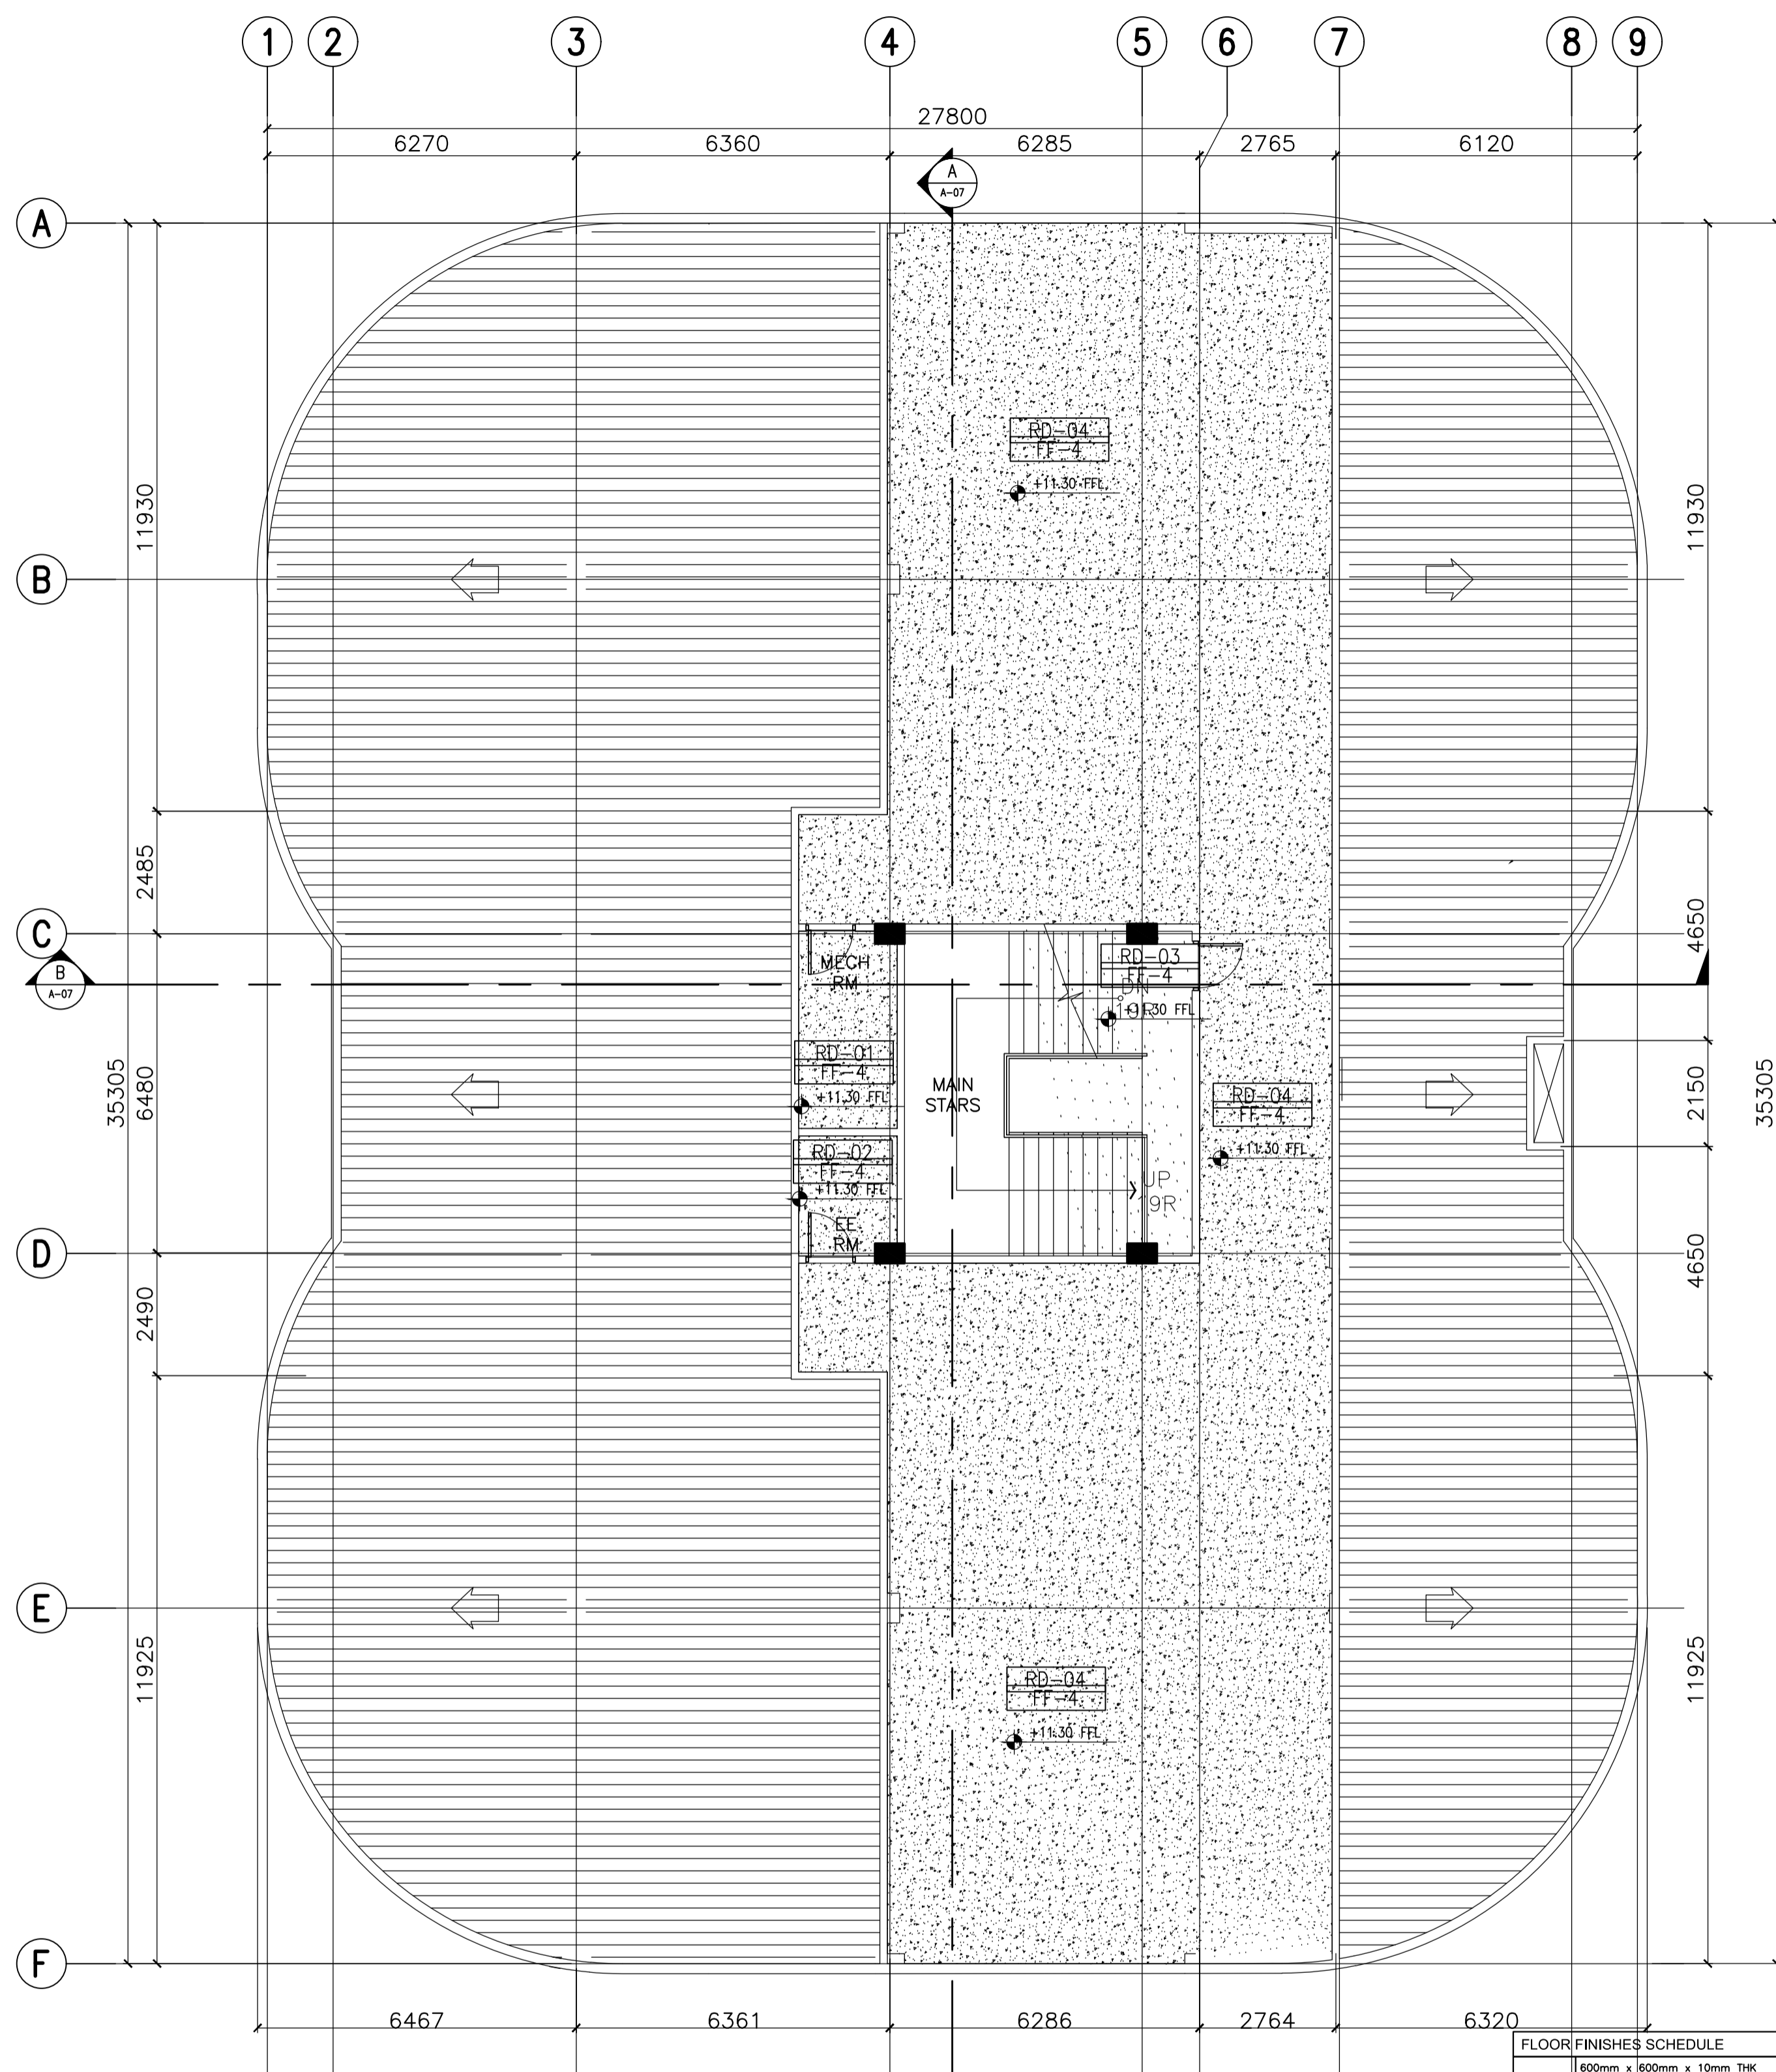 1 2 3 4 5 6 7 8 9
27800
6270 6360 6285 2765 6120
A
A-07
A
RD-04
FF-4
+11.30 FFL
11930
11930
B
2485
C
4650
B
A-07
MECH
RM
RD-03
FF-4
DN
19R
+11.30 FFL
RD-01
FF-4
+11.30 FFL
MAIN
STARS
RD-04
FF-4
+11.30 FFL
35305
6480
2150
35305
RD-02
FF-4
+11.30 FFL
UP
19R
EE
RM
D
4650
2490
E
11925
11925
RD-04
FF-4
+11.30 FFL
F
6467 6361 6286 2764 6320
FLOOR FINISHES SCHEDULE
600mm x 600mm x 10mm THK